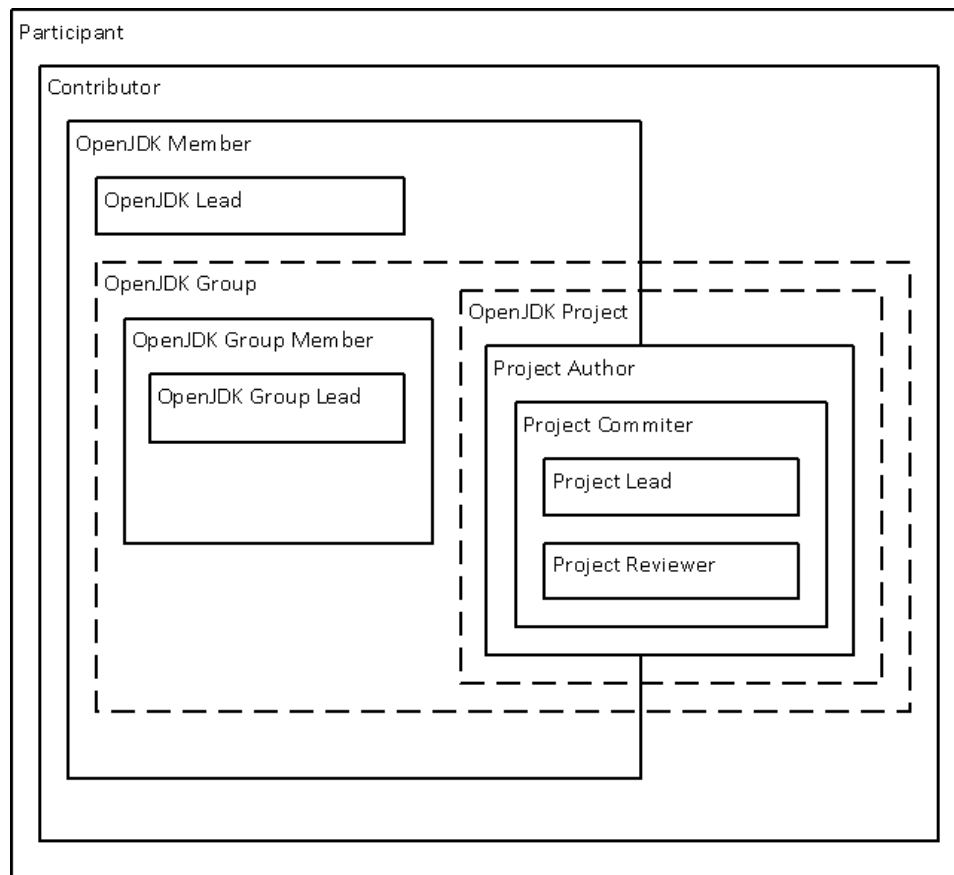 Participant
Contributor
OpenJDK Member
OpenJDK Lead
OpenJDK Group
OpenJDK Project
OpenJDK Group Member
Project Author
OpenJDK Group Lead
Project Commiter
Project Lead
Project Reviewer